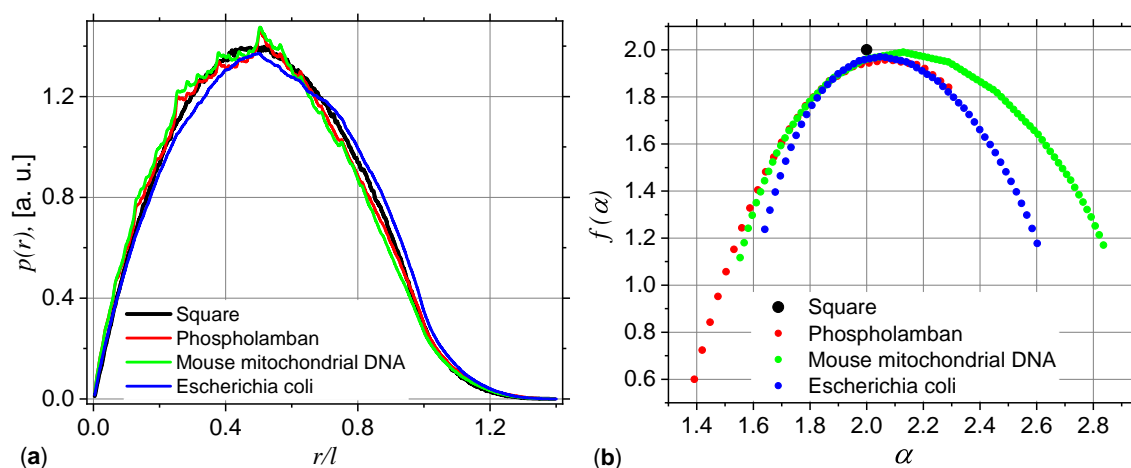 1.2
0.8
0.4
0.0
p(r), [a. u.]
Square
Phospholamban
Mouse mitochondrial DNA
Escherichia coli
0.0 0.4 0.8 1.2
(a) r/l
2.0
1.8
1.6
1.4
1.2
1.0
0.8
0.6
f (α)
Square
Phospholamban
Mouse mitochondrial DNA
Escherichia coli
1.4 1.6 1.8 2.0 2.2 2.4 2.6 2.8
(b) α